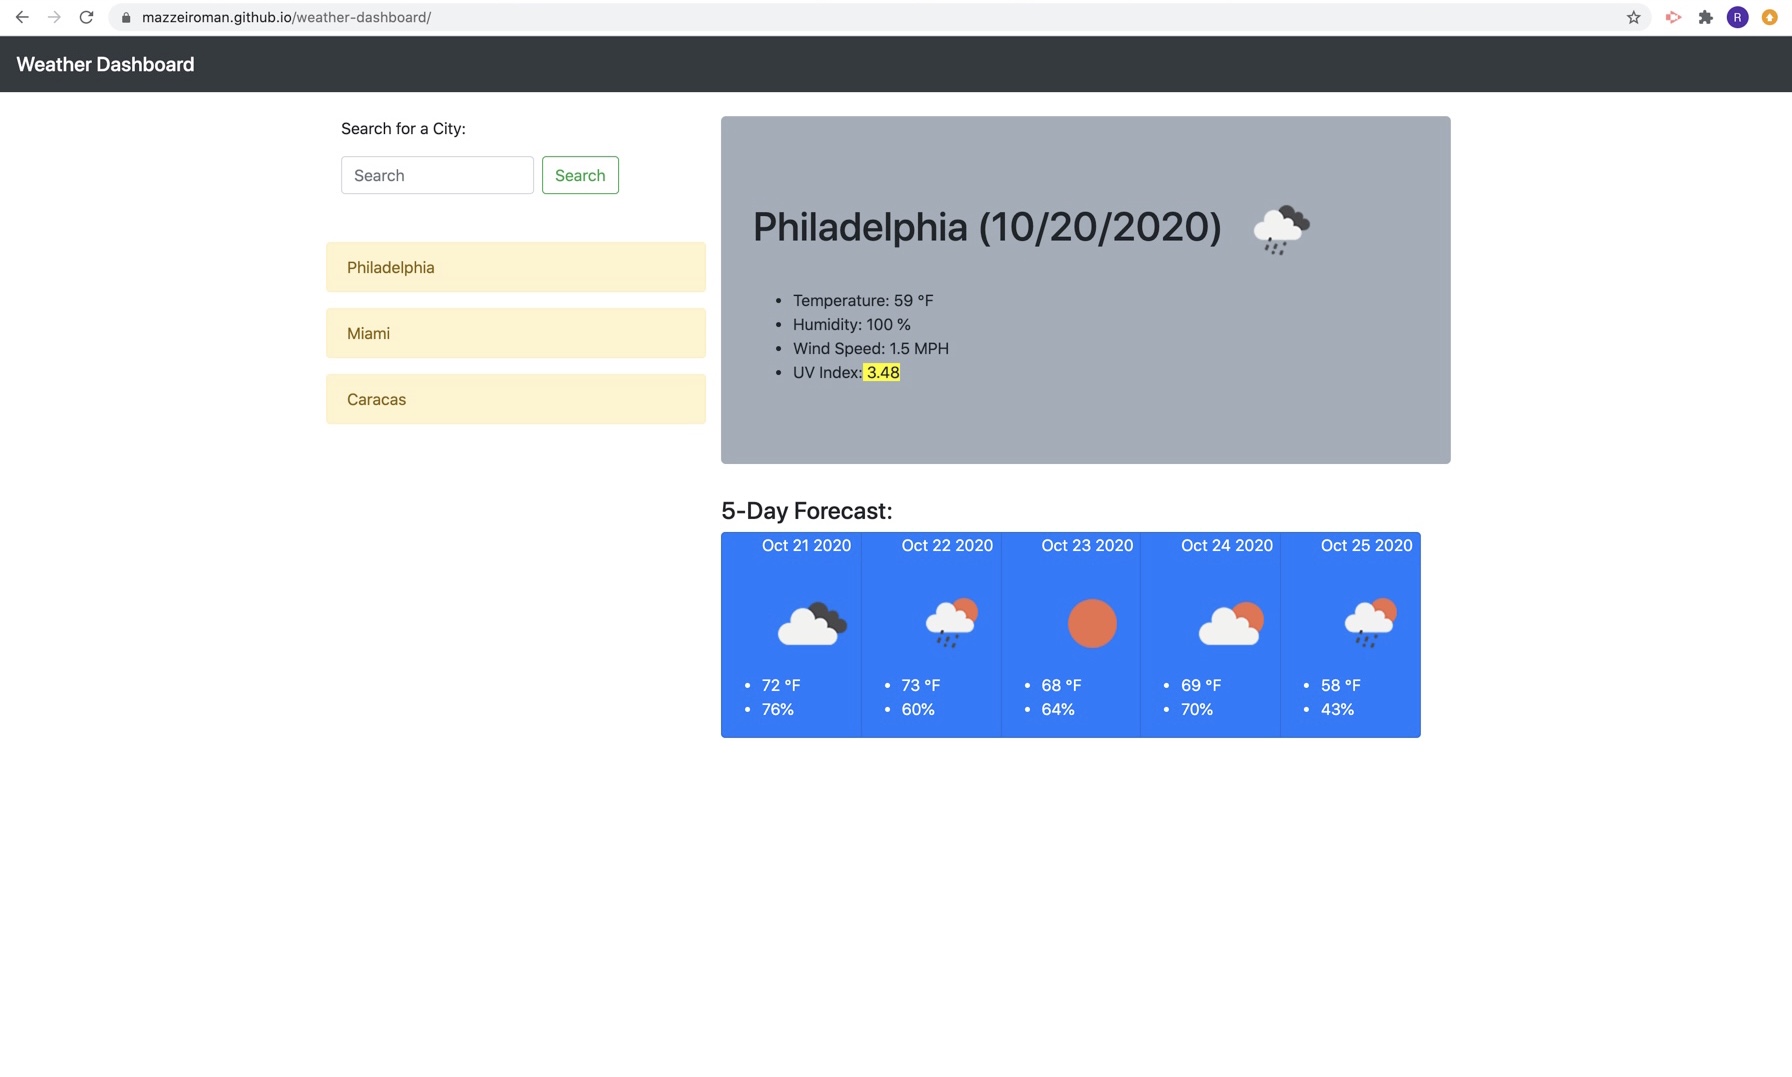 mazzeiroman.github.io/weather-dashboard/
R
Weather Dashboard
Search for a City:
Search Search
Philadelphia
Miami
Caracas
Philadelphia (10/20/2020)
• Temperature: 59 °F
• Humidity: 100 %
• Wind Speed: 1.5 MPH
• UV Index: 3.48
5-Day Forecast:
Oct 21 2020 Oct 22 2020 Oct 23 2020 Oct 24 2020 Oct 25 2020
• 72 °F • 73 °F • 68 °F • 69 °F • 58 °F
• 76% • 60% • 64% • 70% • 43%